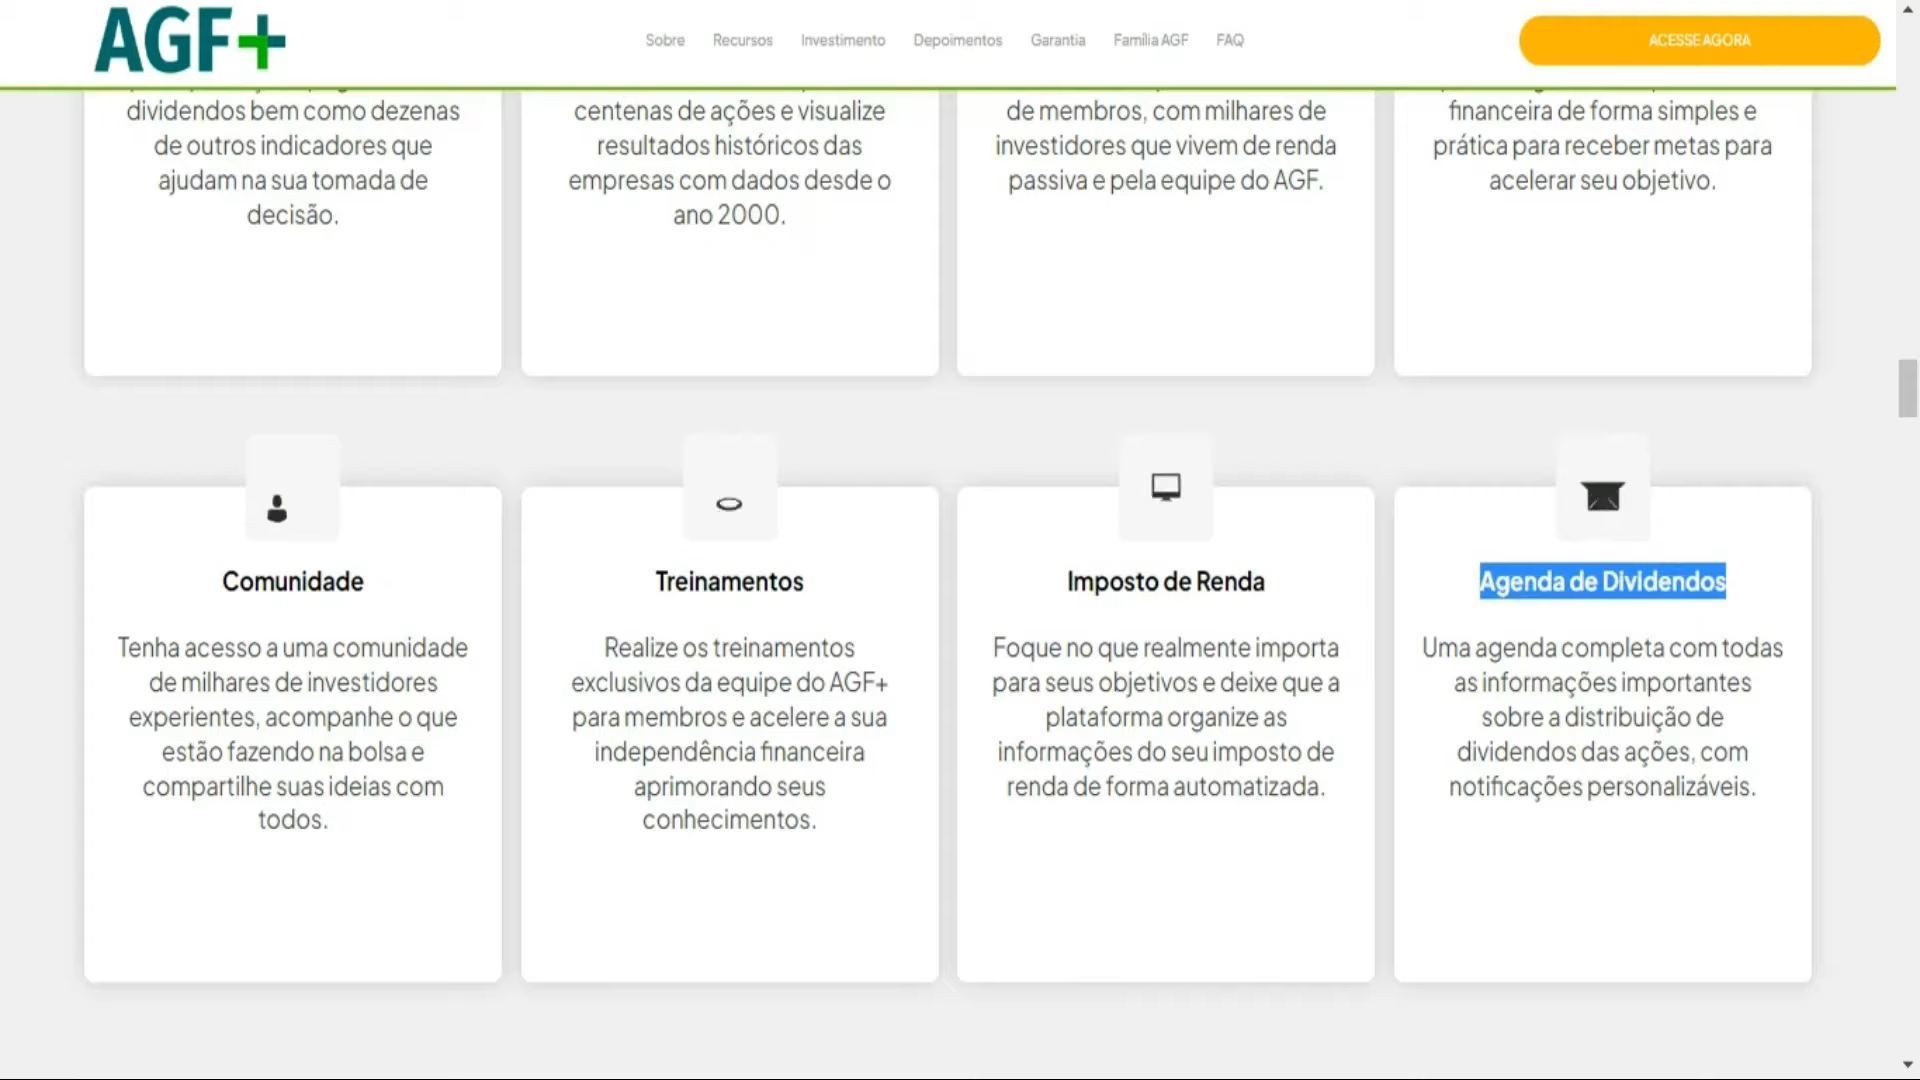 AGF+
Sobre
Recursos
Investimento
Depoimentos
Garantia
Família AGF
FAQ
ACESSE AGORA
dividendos bem como dezenas
de outros indicadores que
ajudam na sua tomada de
decisão.
centenas de ações e visualize
resultados históricos das
empresas com dados desde o
ano 2000.
de membros, com milhares de
investidores que vivem de renda
passiva e pela equipe do AGF.
financeira de forma simples e
prática para receber metas para
acelerar seu objetivo.
Comunidade
Tenha acesso a uma comunidade
de milhares de investidores
experientes, acompanhe o que
estão fazendo na bolsa e
compartilhe suas ideias com
todos.
Treinamentos
Realize os treinamentos
exclusivos da equipe do AGF+
para membros e acelere a sua
independência financeira
aprimorando seus
conhecimentos.
Imposto de Renda
Foque no que realmente importa
para seus objetivos e deixe que a
plataforma organize as
informações do seu imposto de
renda de forma automatizada.
Agenda de Dividendos
Uma agenda completa com todas
as informações importantes
sobre a distribuição de
dividendos das ações, com
notificações personalizáveis.